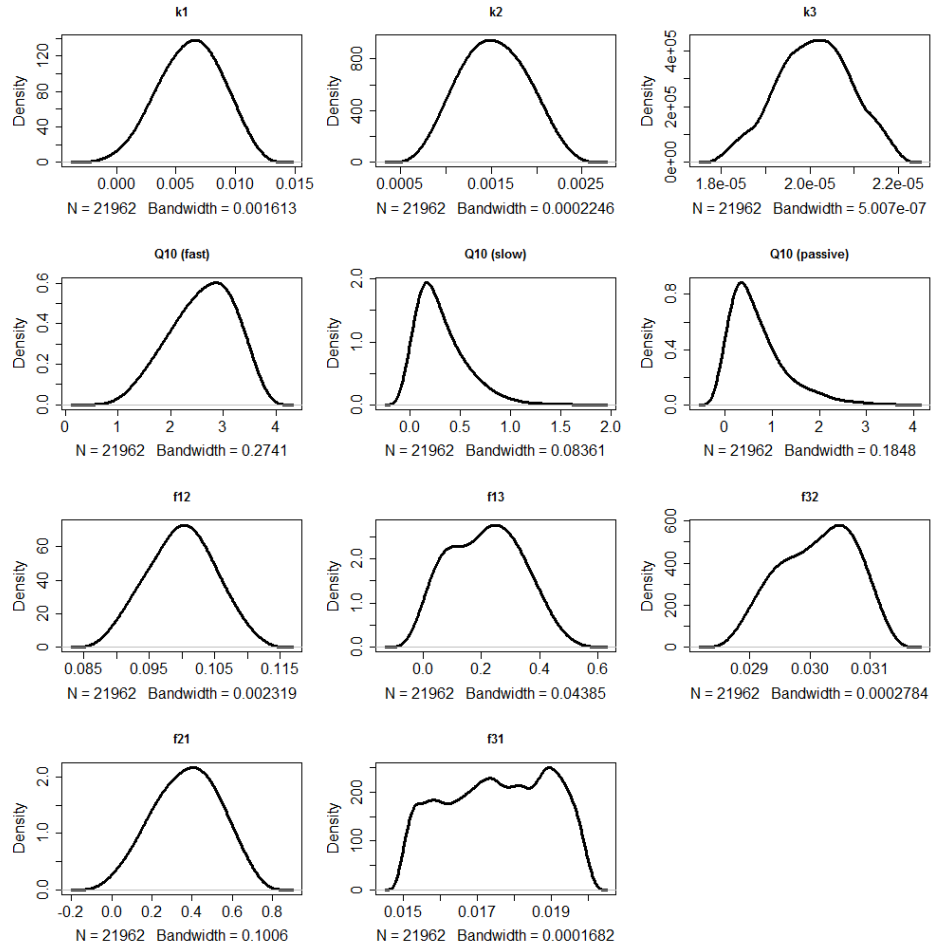 k1 k2 k3
Density 0 40 80 120
0.000 0.005 0.010 0.015
N = 21962 Bandwidth = 0.001613
Density 0 400 800
0.0005 0.0015 0.0025
N = 21962 Bandwidth = 0.0002246
Density 0e+00 2e+05 4e+05
1.8e-05 2.0e-05 2.2e-05
N = 21962 Bandwidth = 5.007e-07
Q10 (fast) Q10 (slow) Q10 (passive)
Density 0.0 0.2 0.4 0.6
0 1 2 3 4
N = 21962 Bandwidth = 0.2741
Density 0.0 1.0 2.0
0.0 0.5 1.0 1.5 2.0
N = 21962 Bandwidth = 0.08361
Density 0.0 0.4 0.8
0 1 2 3 4
N = 21962 Bandwidth = 0.1848
f12 f13 f32
Density 0 20 40 60
0.085 0.095 0.105 0.115
N = 21962 Bandwidth = 0.002319
Density 0.0 1.0 2.0
0.0 0.2 0.4 0.6
N = 21962 Bandwidth = 0.04385
Density 0 200 400 600
0.029 0.030 0.031
N = 21962 Bandwidth = 0.0002784
f21 f31
Density 0.0 1.0 2.0
-0.2 0.0 0.2 0.4 0.6 0.8
N = 21962 Bandwidth = 0.1006
Density 0 100 200
0.015 0.017 0.019
N = 21962 Bandwidth = 0.0001682